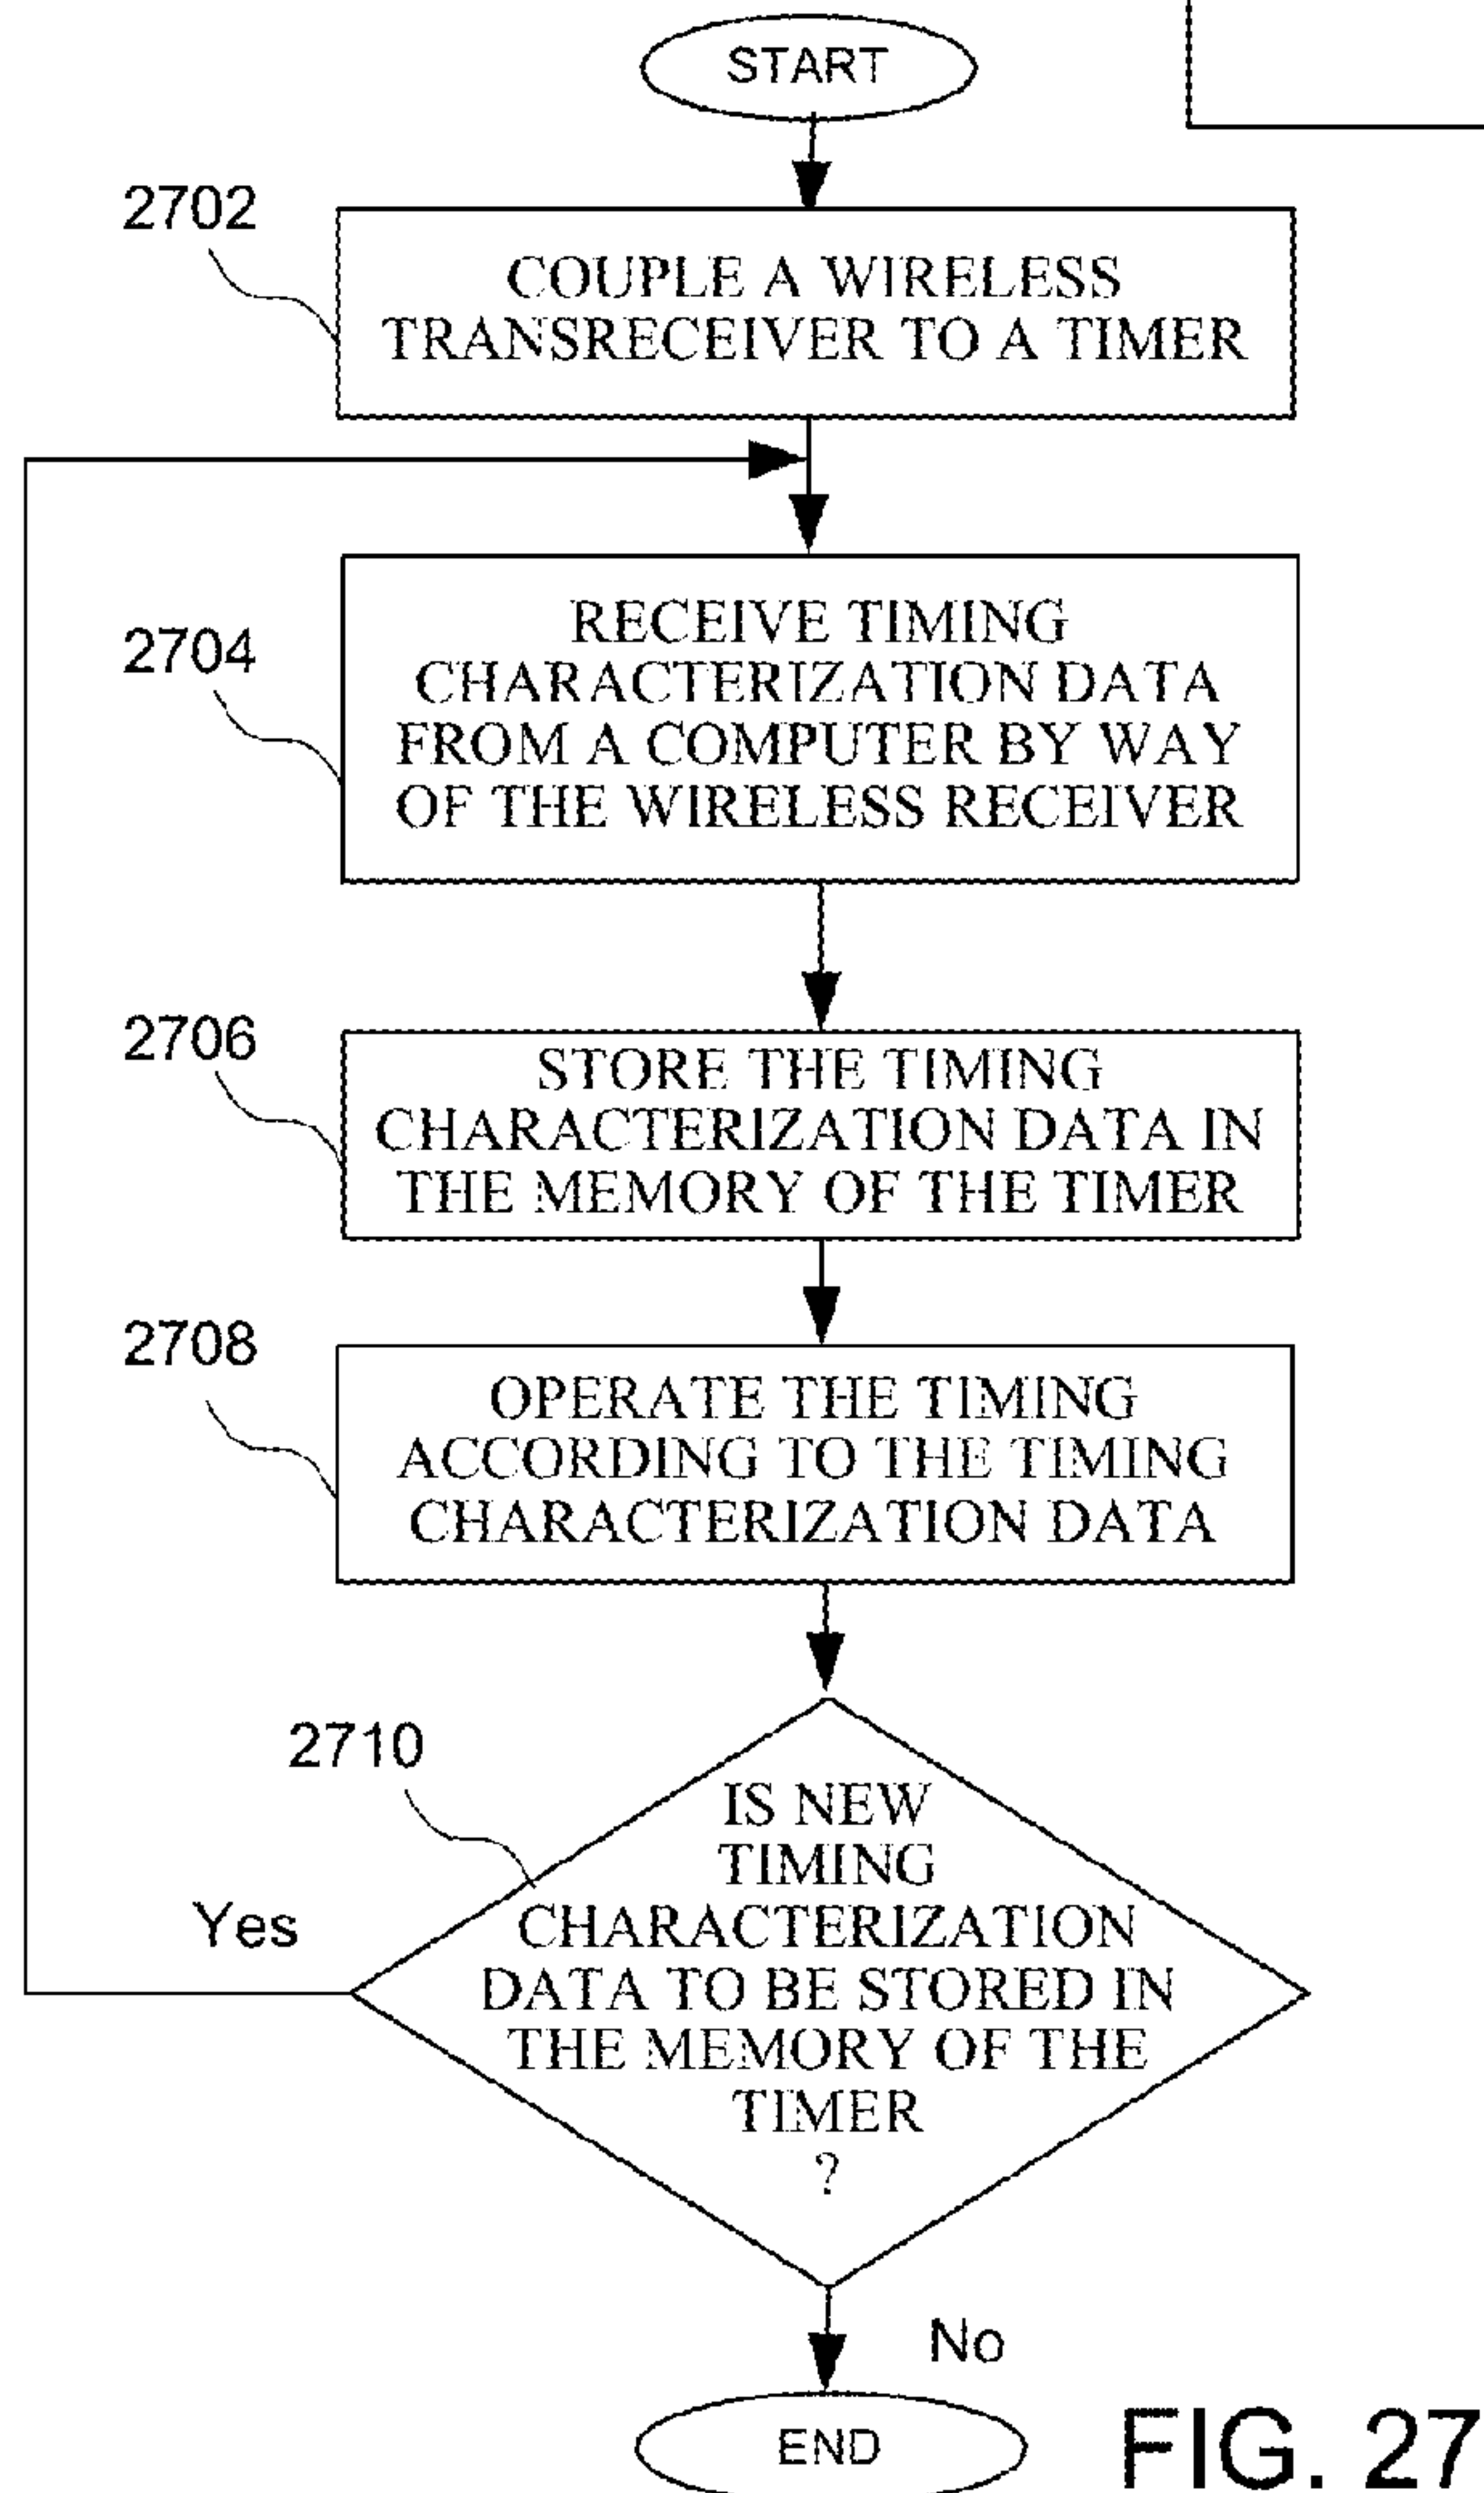 START
2702
COUPLE A WIRELESS
TRANSRECEIVER TO A TIMER
2704
RECEIVE TIMING
CHARACTERIZATION DATA
FROM A COMPUTER BY WAY
OF THE WIRELESS RECEIVER
2706
STORE THE TIMING
CHARACTERIZATION DATA IN
THE MEMORY OF THE TIMER
2708
OPERATE THE TIMING
ACCORDING TO THE TIMING
CHARACTERIZATION DATA
2710
IS NEW
TIMING
CHARACTERIZATION
DATA TO BE STORED IN
THE MEMORY OF THE
TIMER
?
Yes
No
END
FIG. 27